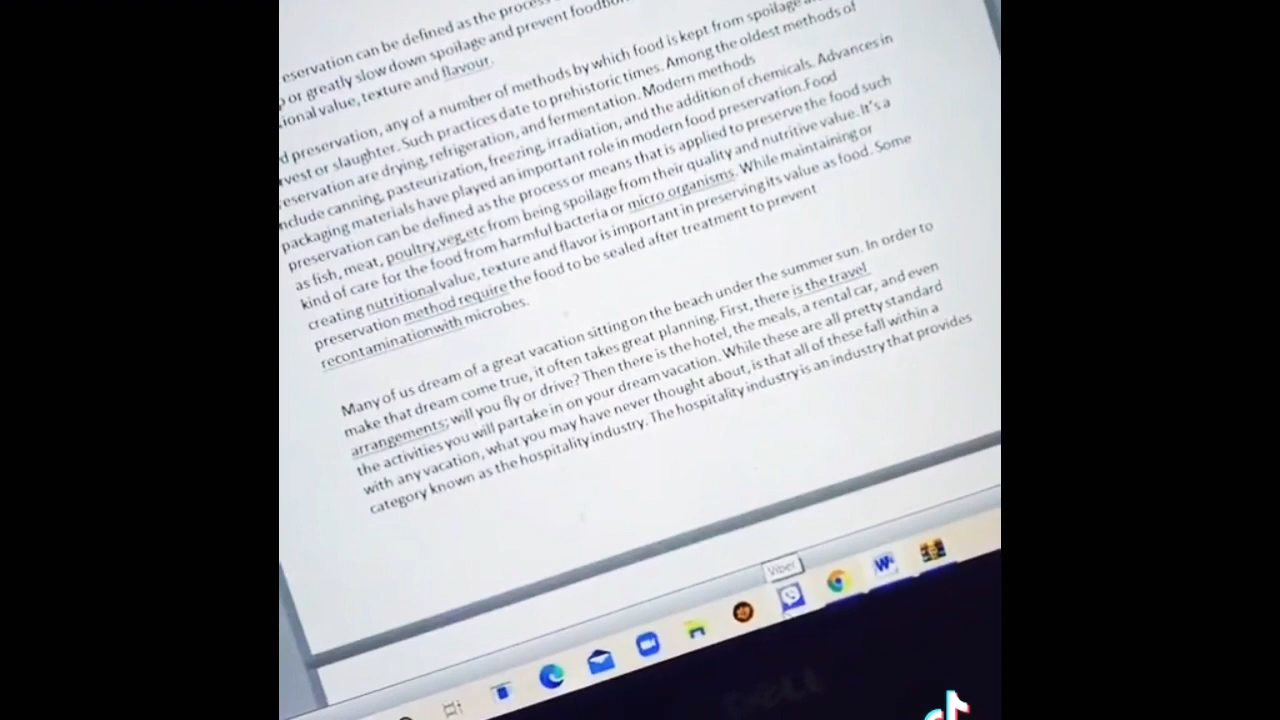 eservation can be defined as the process
or greatly slow down spoilage and prevent
ional value, texture and flavour.
d preservation, any of a number of methods by which food is kept from spoilage
rvest or slaughter. Such practices date to prehistoric times. Among the oldest methods of
reservation are drying, refrigeration, and fermentation. Modern methods
nclude canning, pasteurization, freezing, irradiation, and the addition of chemicals. Advances in
packaging materials have played an important role in modern food preservation.Food
preservation can be defined as the process or means that is applied to preserve the food such
as fish, meat, poultry,veg,etc from being spoilage from their quality and nutritive value. It's a
kind of care for the food from harmful bacteria or micro organisms. While maintaining or
creating nutritional value, texture and flavor is important in preserving its value as food. Some
preservation method require the food to be sealed after treatment to prevent
recontaminationwith microbes.
Many of us dream of a great vacation sitting on the beach under the summer sun. In order to
make that dream come true, it often takes great planning. First, there is the travel
arrangements; will you fly or drive? Then there is the hotel, the meals, a rental car, and even
the activities you will partake in on your dream vacation. While these are all pretty standard
with any vacation, what you may have never thought about, is that all of these fall within a
category known as the hospitality industry. The hospitality industry is an industry that provides
Viber
W
DELL